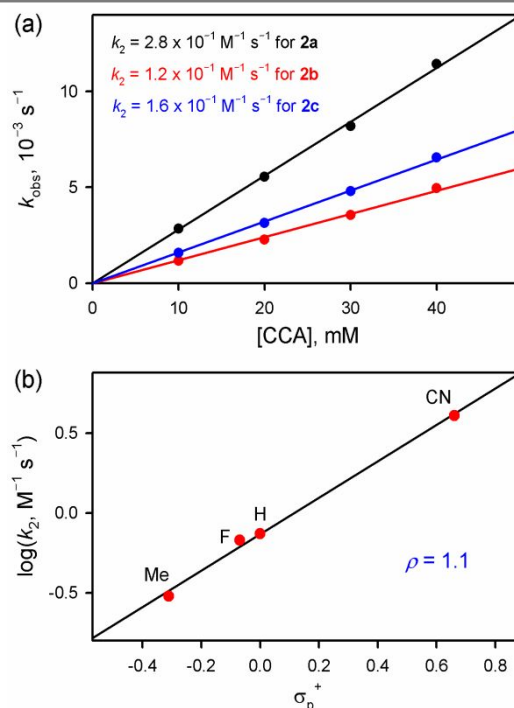 (a)
k₂ = 2.8 x 10⁻¹ M⁻¹ s⁻¹ for 2a
k₂ = 1.2 x 10⁻¹ M⁻¹ s⁻¹ for 2b
k₂ = 1.6 x 10⁻¹ M⁻¹ s⁻¹ for 2c
k_obs, 10⁻³ s⁻¹
10
5
0
0 10 20 30 40
[CCA], mM
(b)
log(k₂, M⁻¹ s⁻¹)
0.5
0.0
-0.5
CN
H
F
Me
ρ = 1.1
-0.4 -0.2 0.0 0.2 0.4 0.6 0.8
σₚ⁺